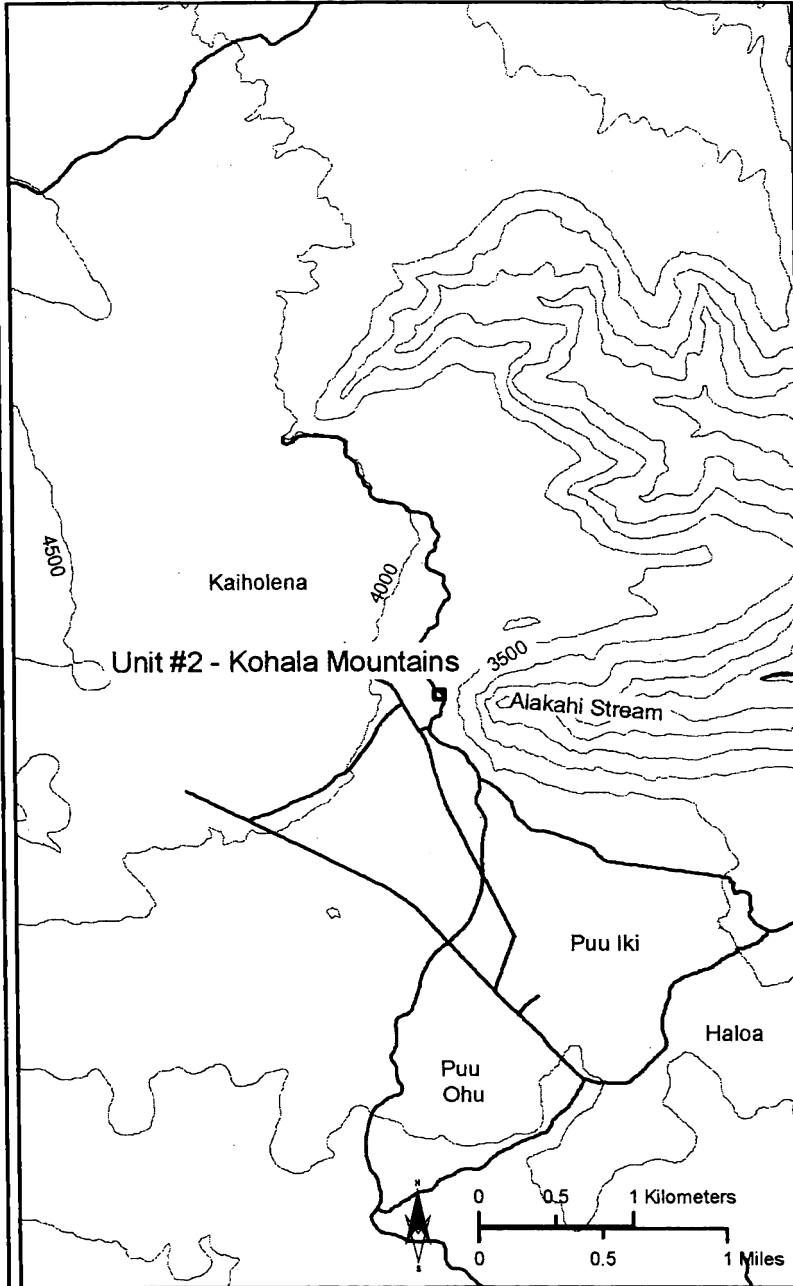 4500
Kaiholena
4000
Unit #2 - Kohala Mountains
3500
Alakahi Stream
Puu Iki
Haloa
Puu
Ohu
N
0 0.5 1 Kilometers
0 0.5 1 Miles
S